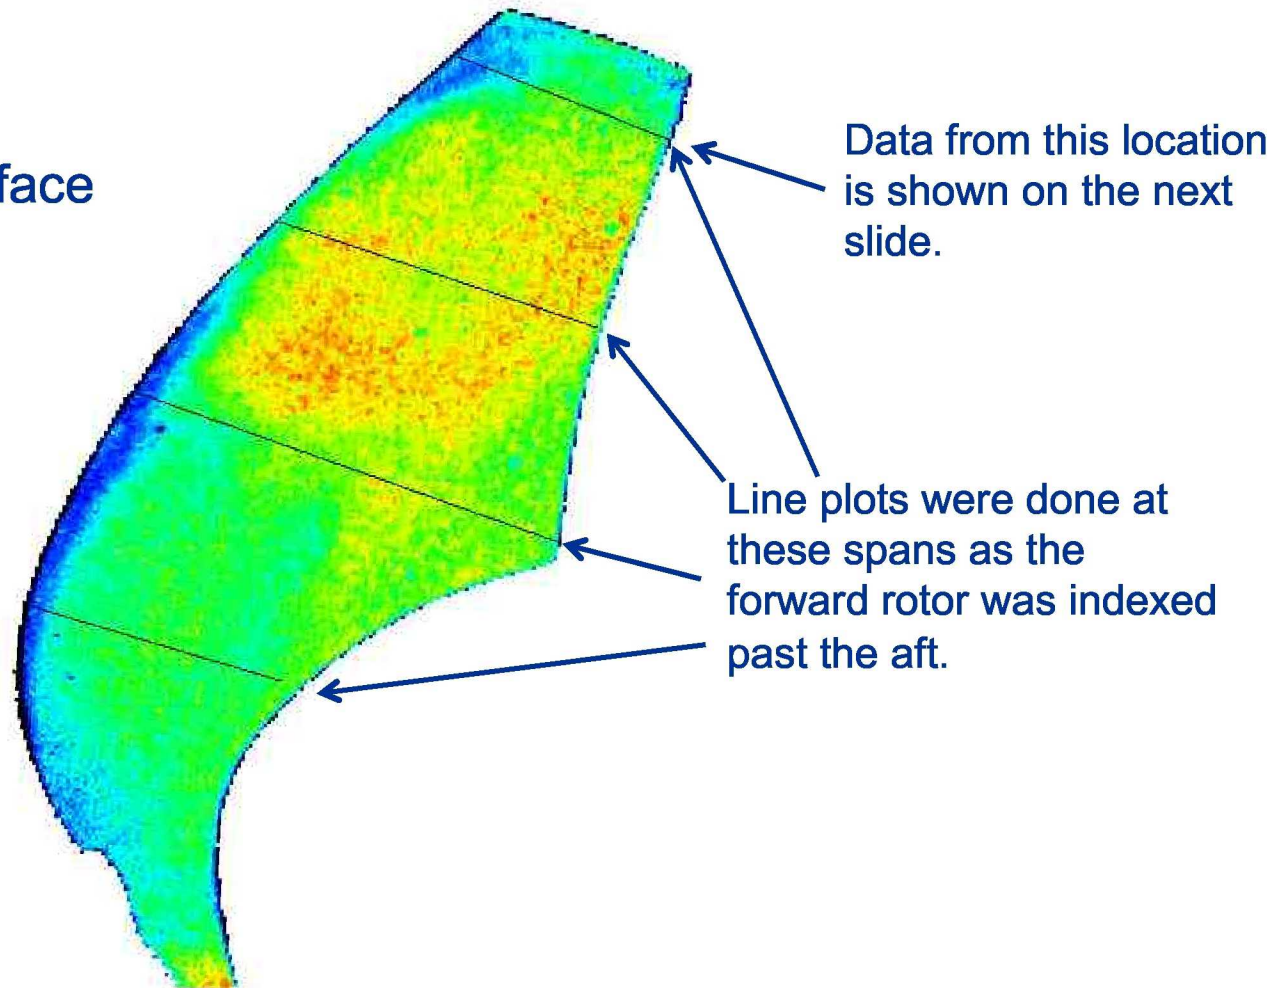 face
Data from this location
is shown on the next
slide.
Line plots were done at
these spans as the
forward rotor was indexed
past the aft.